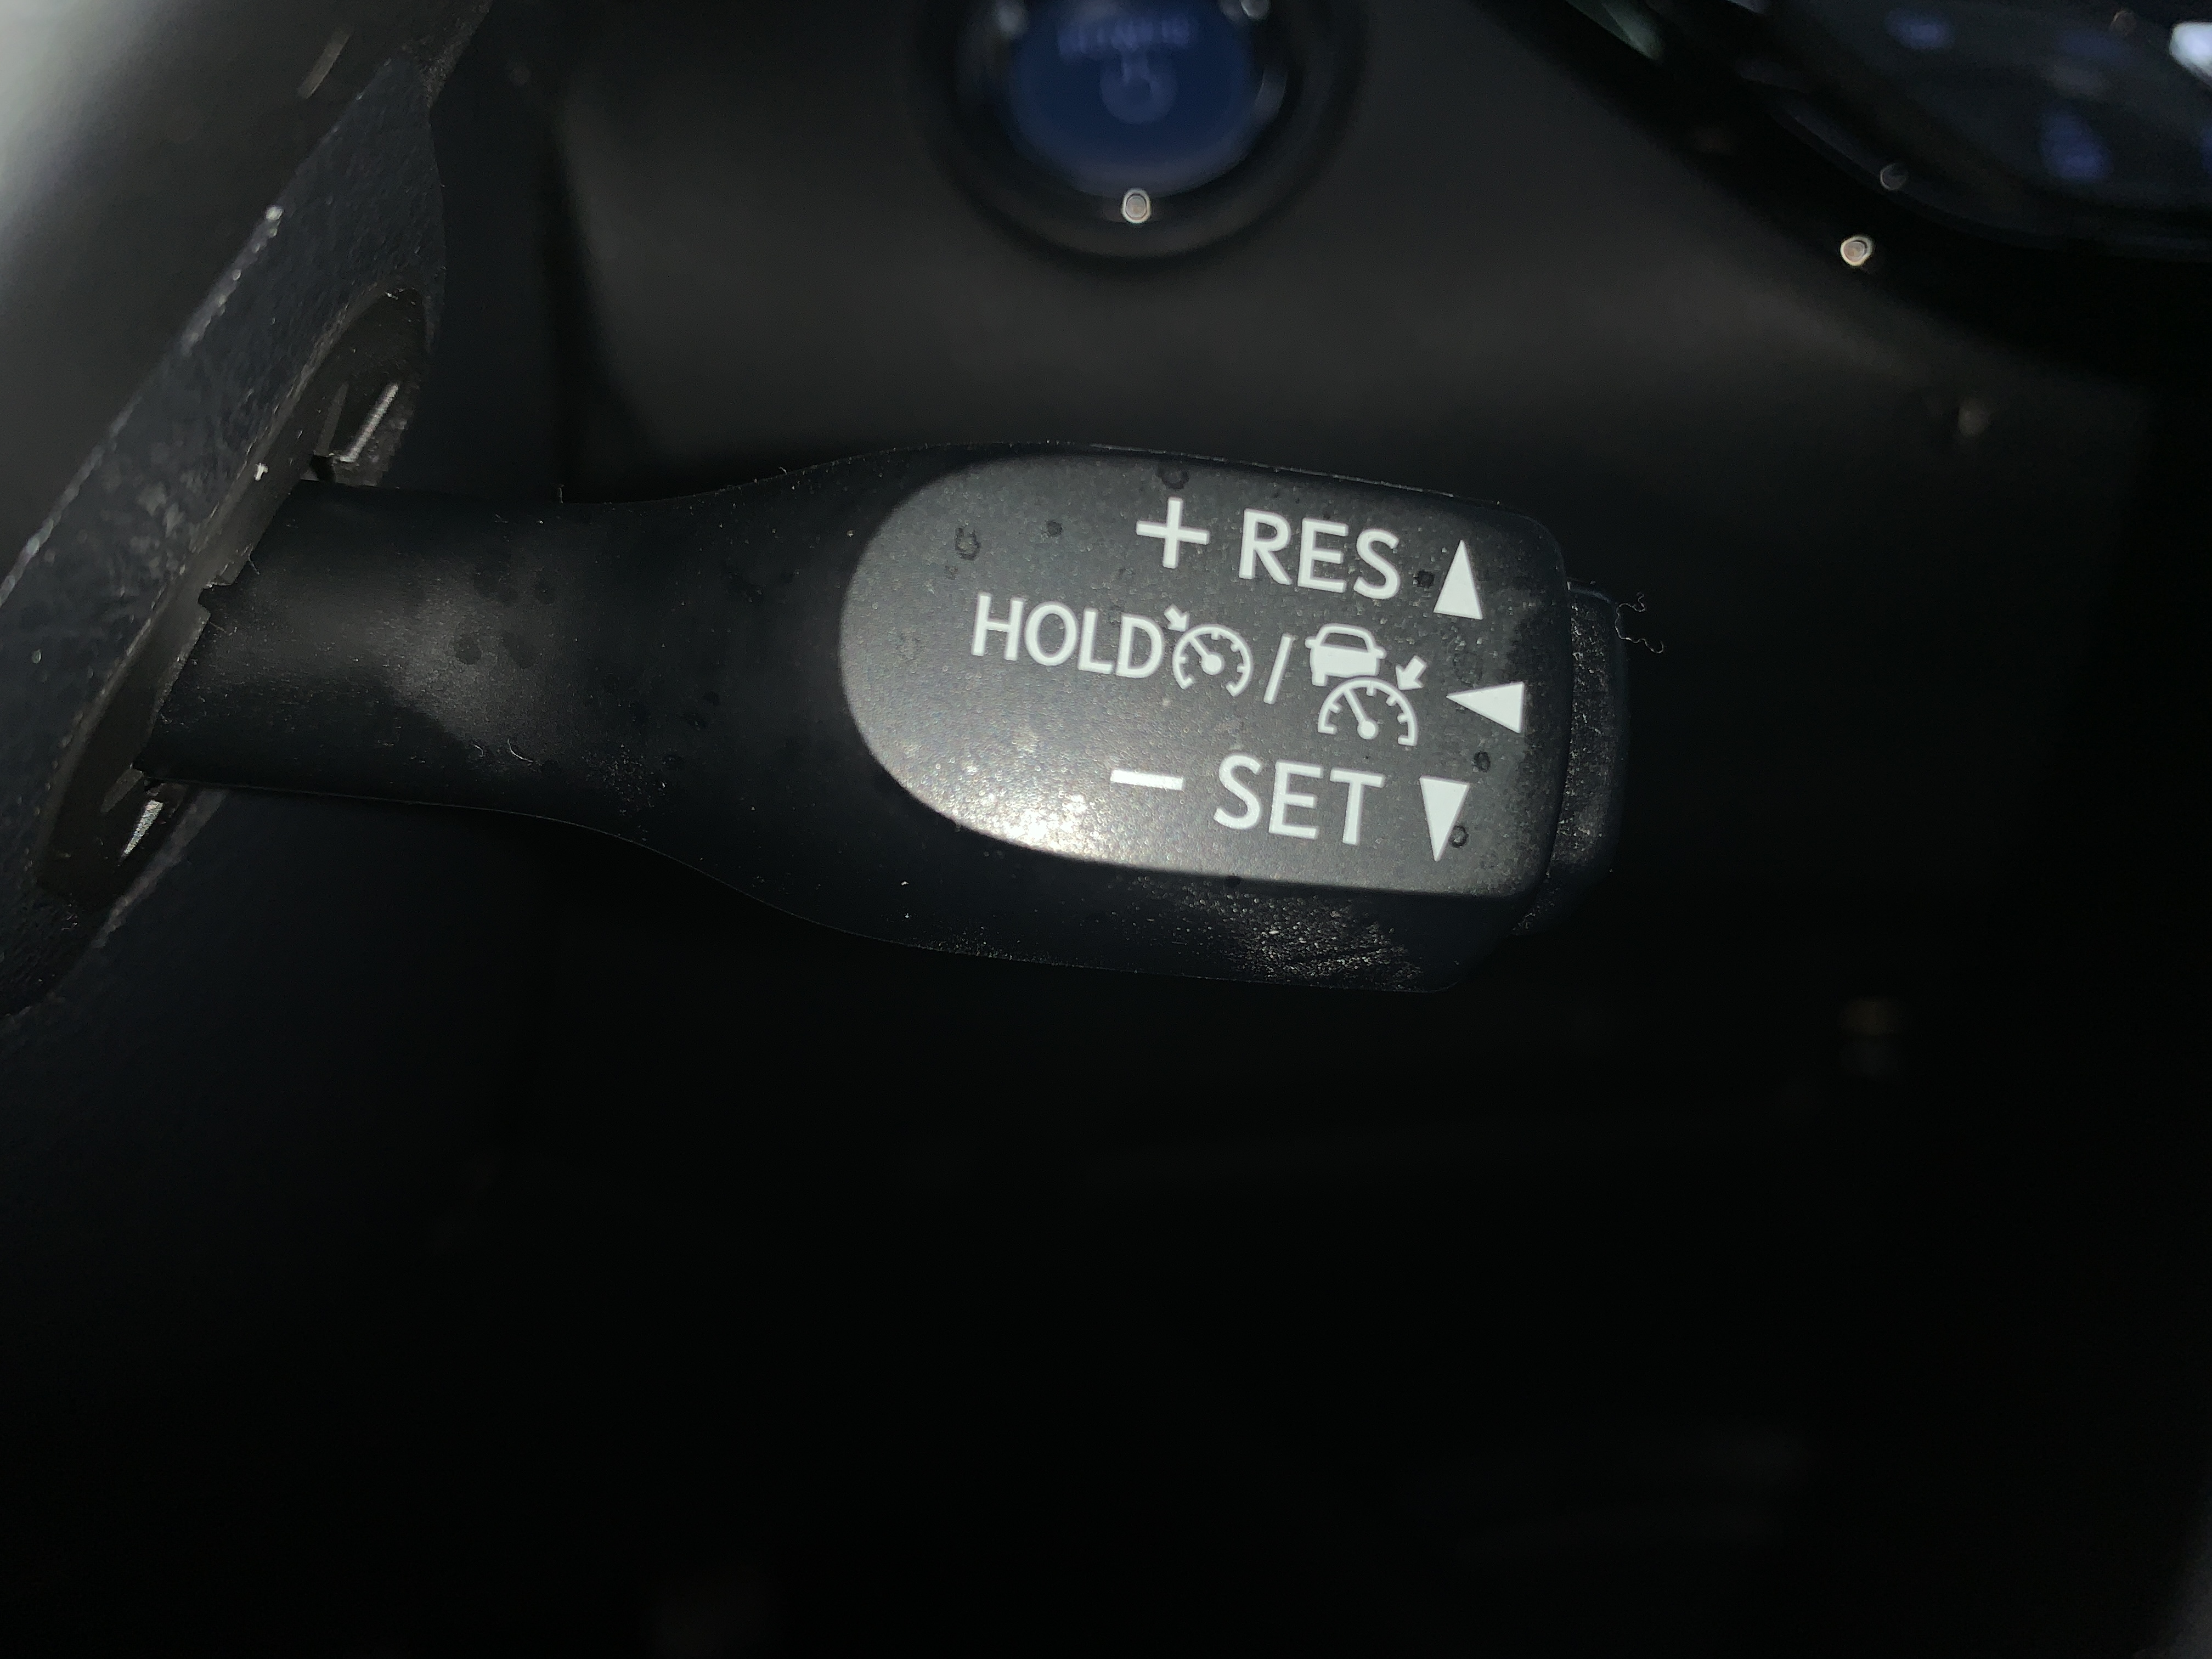 + RES
HOLD /
− SET